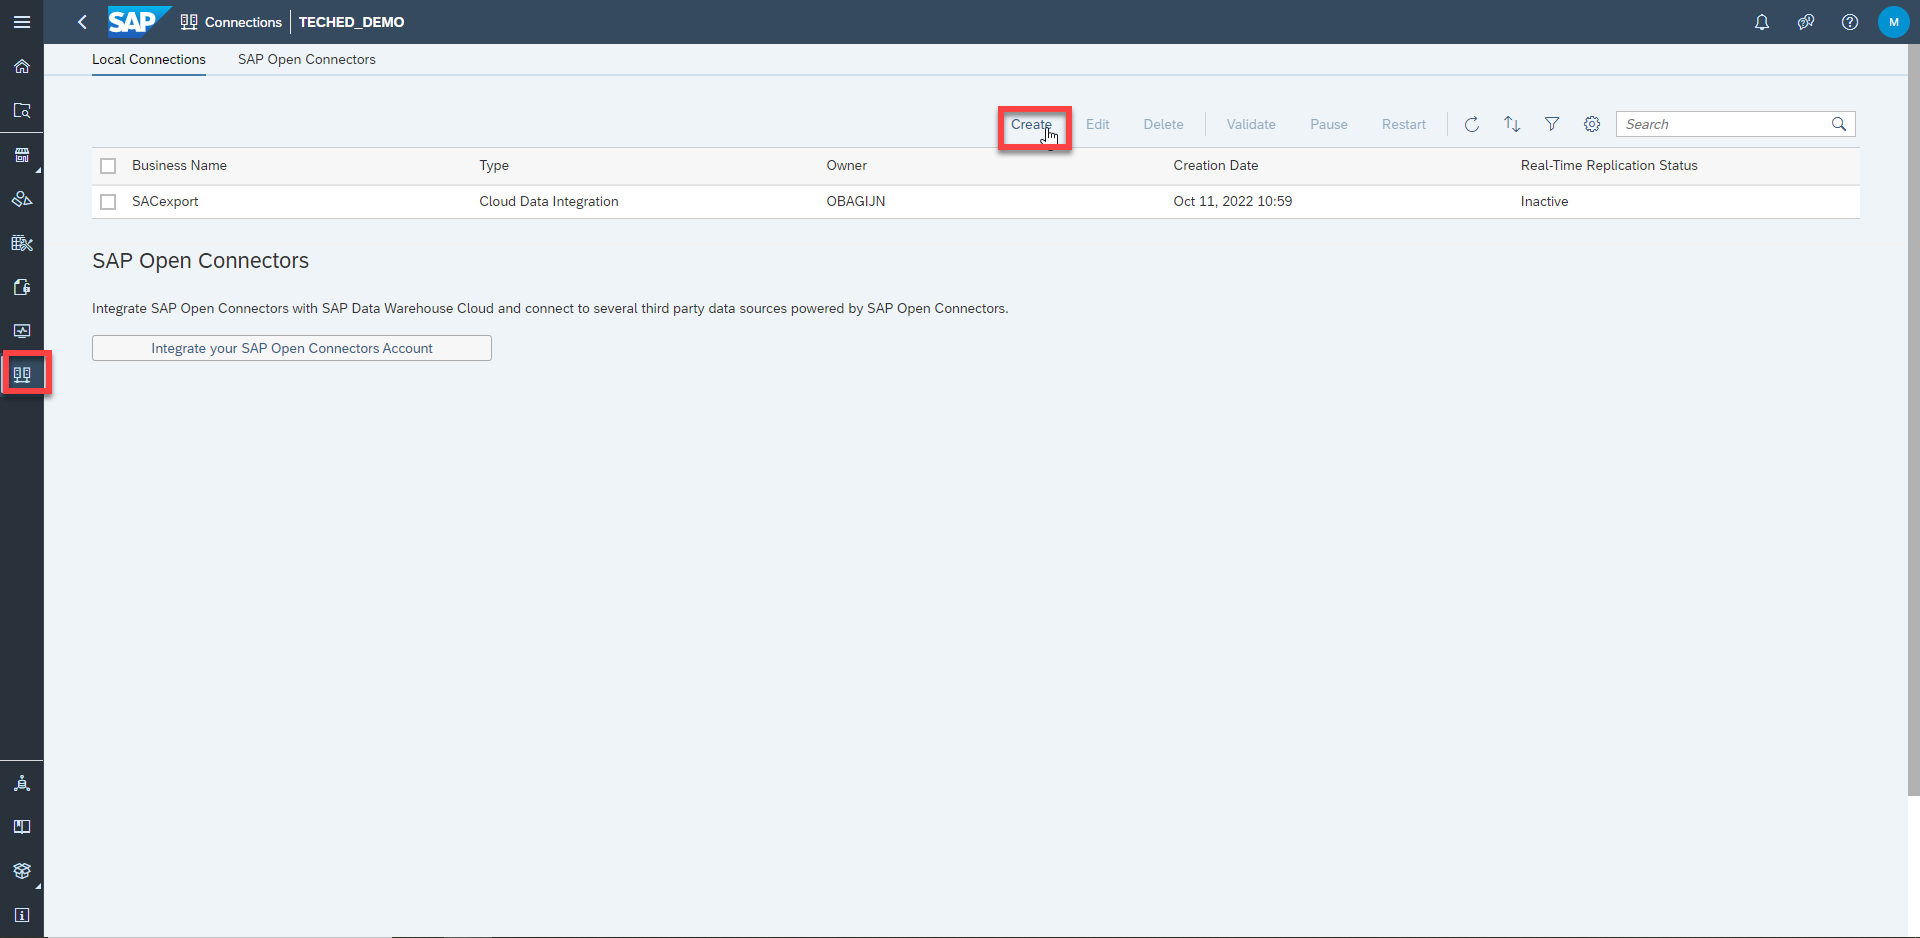 SAP Connections TECHED_DEMO M
Local Connections SAP Open Connectors
Create Edit Delete Validate Pause Restart Search
Business Name Type Owner Creation Date Real-Time Replication Status
SACexport Cloud Data Integration OBAGIJN Oct 11, 2022 10:59 Inactive
SAP Open Connectors
Integrate SAP Open Connectors with SAP Data Warehouse Cloud and connect to several third party data sources powered by SAP Open Connectors.
Integrate your SAP Open Connectors Account